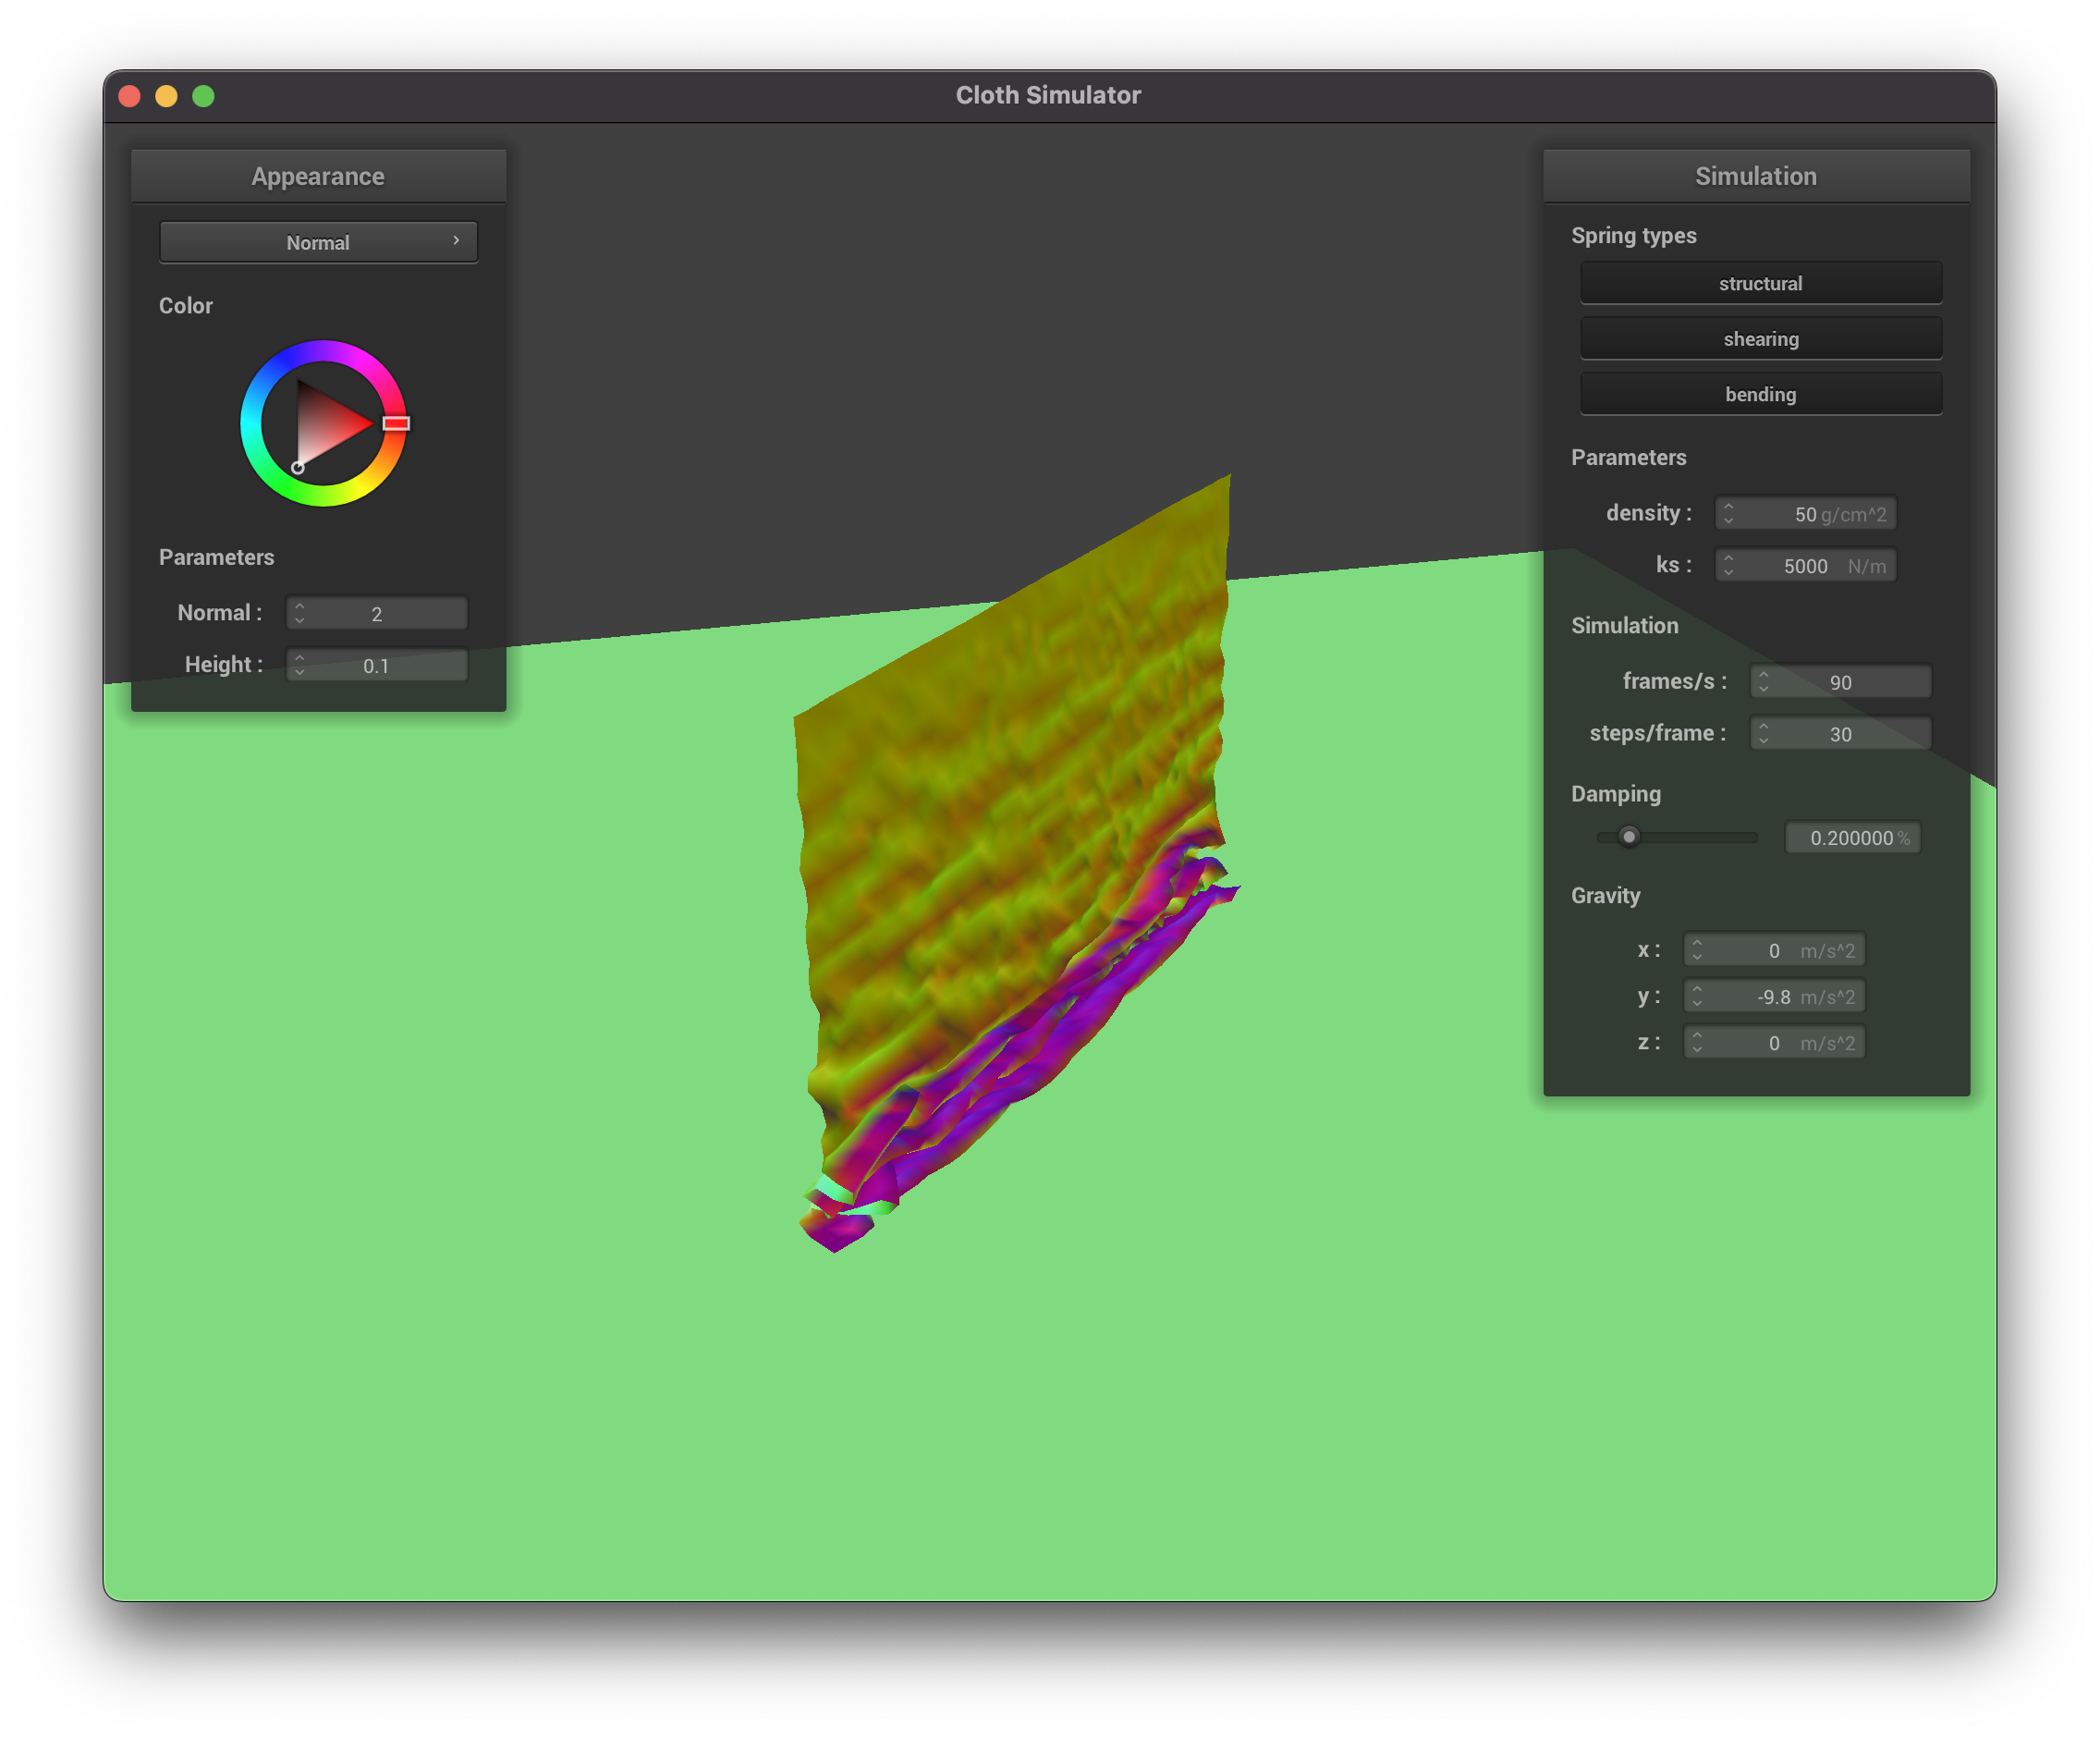 Cloth Simulator
Appearance
Normal
Color
Parameters
Normal : 2
Height : 0.1
Simulation
Spring types
structural
shearing
bending
Parameters
density : 50 g/cm^2
ks : 5000 N/m
Simulation
frames/s : 90
steps/frame : 30
Damping
0.200000 %
Gravity
x : 0 m/s^2
y : -9.8 m/s^2
z : 0 m/s^2